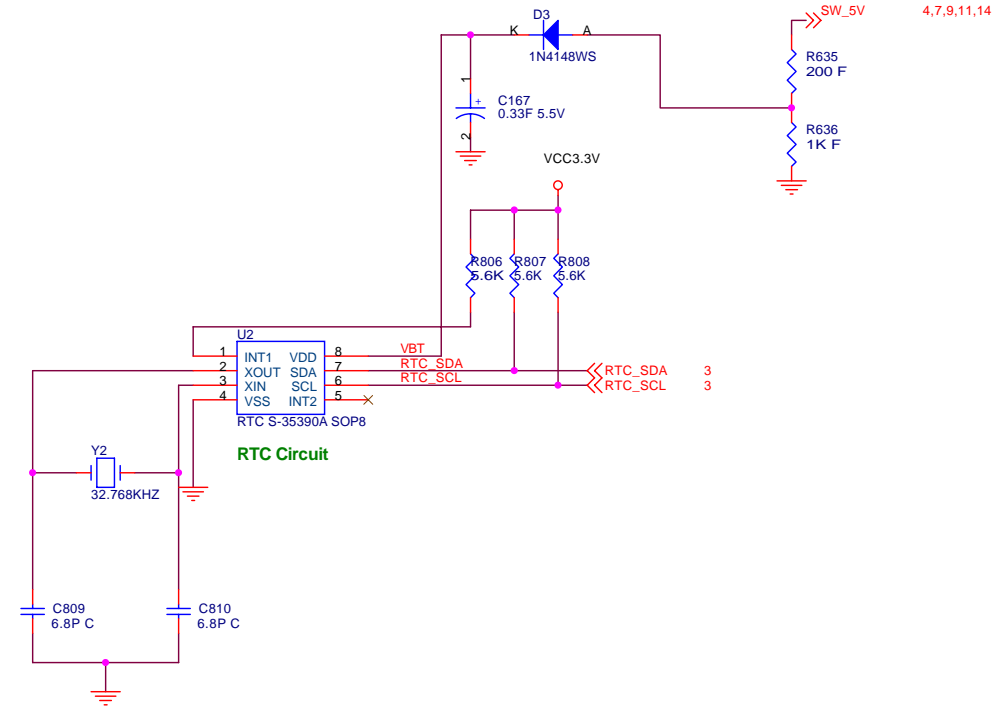 D3
K
A
1N4148WS
SW_5V 4,7,9,11,14
R635
200 F
R636
1K F
1
+
C167
0.33F 5.5V
2
VCC3.3V
R806 R807 R808
5.6K 5.6K 5.6K
U2
1 INT1 VDD 8 VBT
2 XOUT SDA 7 RTC_SDA RTC_SDA 3
3 XIN SCL 6 RTC_SCL RTC_SCL 3
4 VSS INT2 5
RTC S-35390A SOP8
RTC Circuit
Y2
32.768KHZ
C809 C810
6.8P C 6.8P C